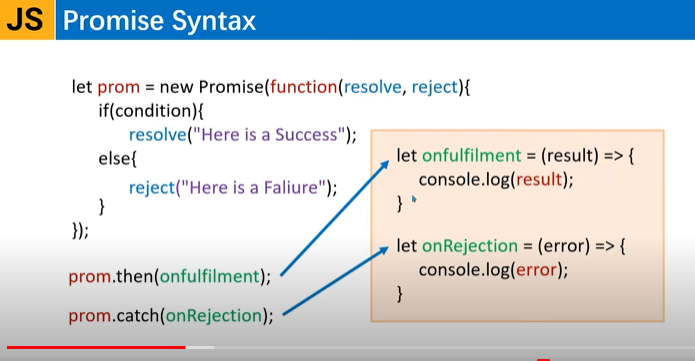 JS Promise Syntax
let prom = new Promise(function(resolve, reject){
if(condition){
resolve("Here is a Success");
else{
reject("Here is a Faliure");
}
});
prom.then(onfulfilment);
prom.catch(onRejection);
let onfulfilment = (result) => {
console.log(result);
}
let onRejection = (error) => {
console.log(error);
}